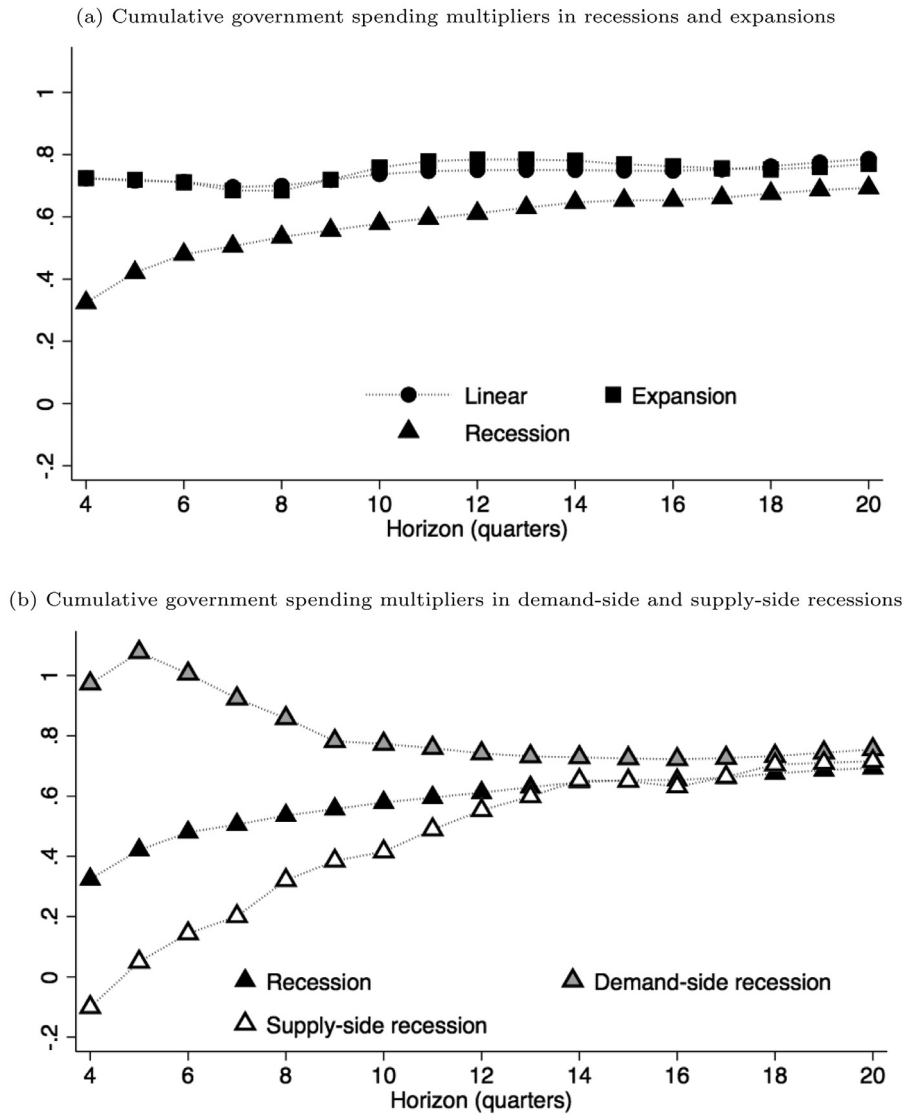 (a) Cumulative government spending multipliers in recessions and expansions
1
.8
.6
.4
.2
0
-.2
Linear
Expansion
Recession
4 6 8 10 12 14 16 18 20
Horizon (quarters)
(b) Cumulative government spending multipliers in demand-side and supply-side recessions
1
.8
.6
.4
.2
0
-.2
Recession
Demand-side recession
Supply-side recession
4 6 8 10 12 14 16 18 20
Horizon (quarters)